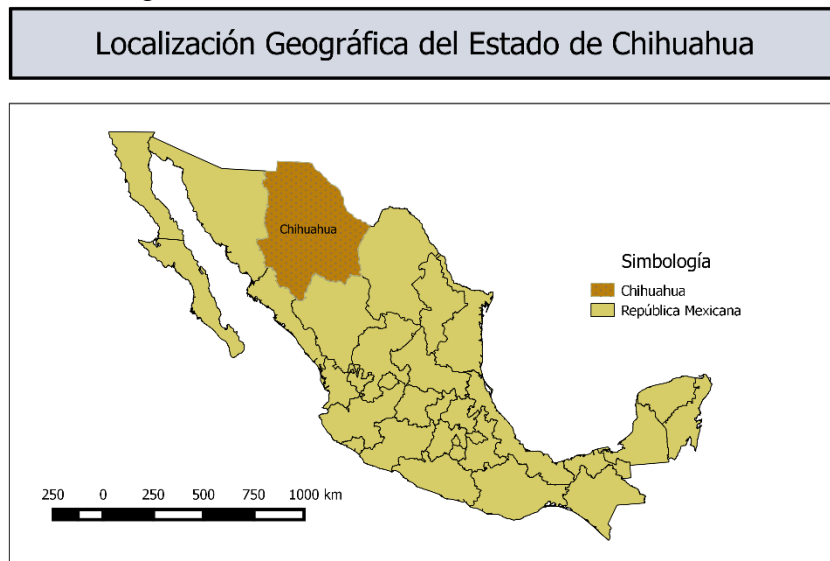 Localización Geográfica del Estado de Chihuahua
Chihuahua
Simbología
Chihuahua
República Mexicana
250 0 250 500 750 1000 km